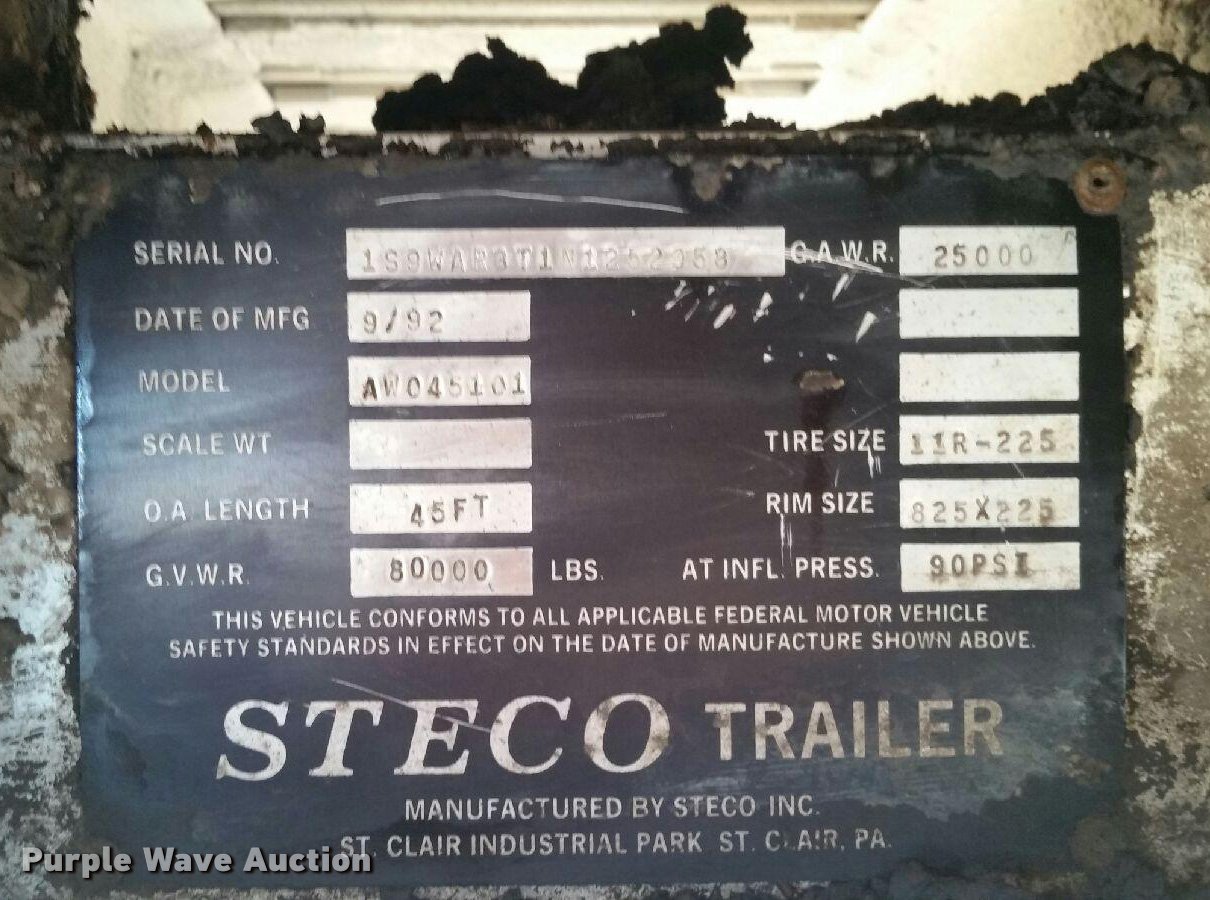 SERIAL NO. G.A.W.R. 25000
DATE OF MFG 9/92
MODEL AW045101
SCALE WT
TIRE SIZE 11R-225
O.A. LENGTH 45FT RIM SIZE 825X225
G.V.W.R. 80000 LBS. AT INFL. PRESS. 90PSI
THIS VEHICLE CONFORMS TO ALL APPLICABLE FEDERAL MOTOR VEHICLE
SAFETY STANDARDS IN EFFECT ON THE DATE OF MANUFACTURE SHOWN ABOVE.
STECO TRAILER
MANUFACTURED BY STECO INC.
ST. CLAIR INDUSTRIAL PARK ST. CLAIR, PA.
Purple Wave Auction